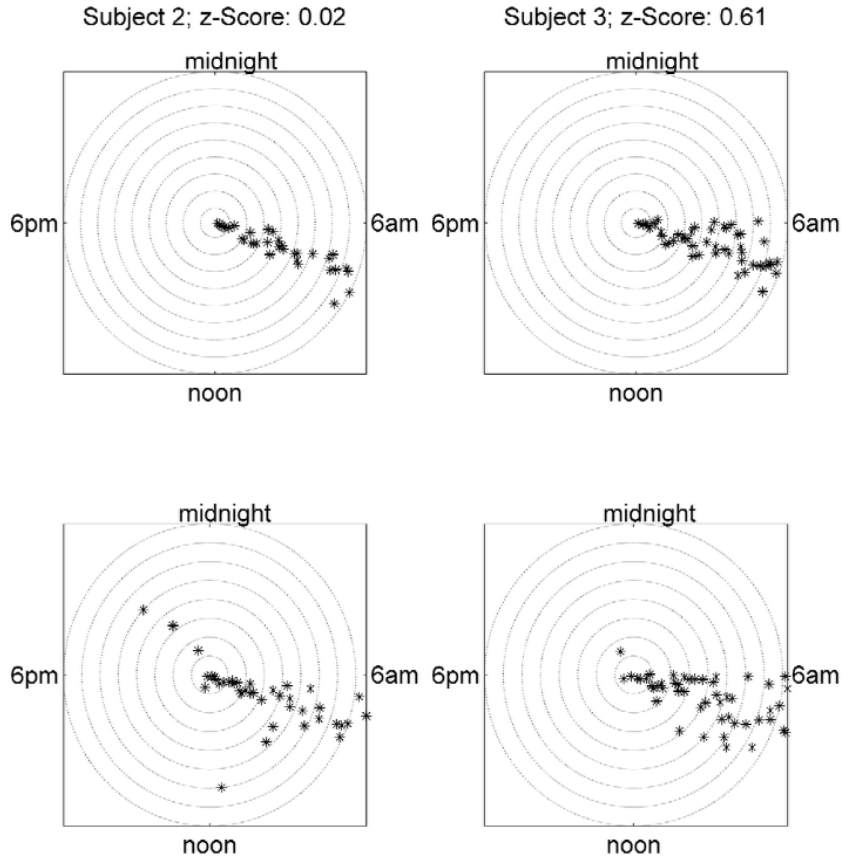 Subject 2; z-Score: 0.02
Subject 3; z-Score: 0.61
midnight
midnight
6pm
6am
6pm
6am
noon
noon
midnight
midnight
6pm
6am
6pm
6am
noon
noon